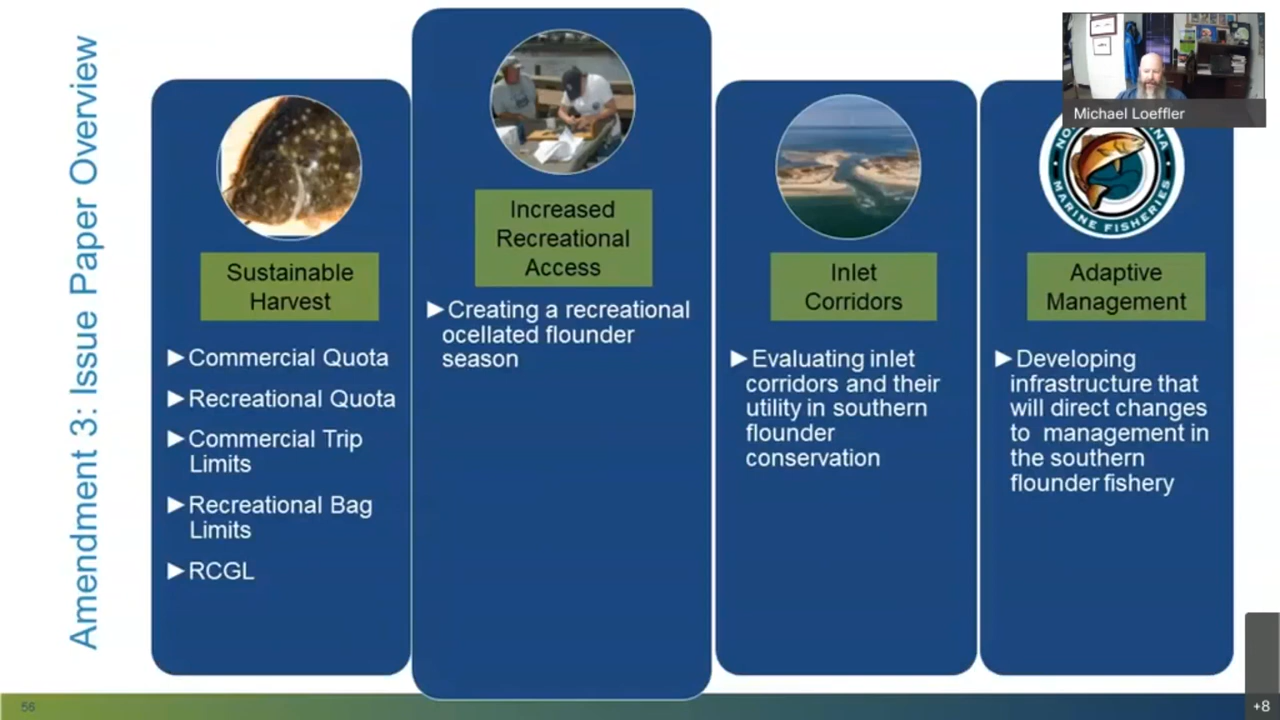 Amendment 3: Issue Paper Overview
Sustainable
Harvest
►Commercial Quota
►Recreational Quota
►Commercial Trip
Limits
►Recreational Bag
Limits
►RCGL
Increased
Recreational
Access
►Creating a recreational
ocellated flounder
season
Inlet
Corridors
►Evaluating inlet
corridors and their
utility in southern
flounder
conservation
Michael Loeffler
MARINE FISHERIES
Adaptive
Management
►Developing
infrastructure that
will direct changes
to management in
the southern
flounder fishery
56
+8